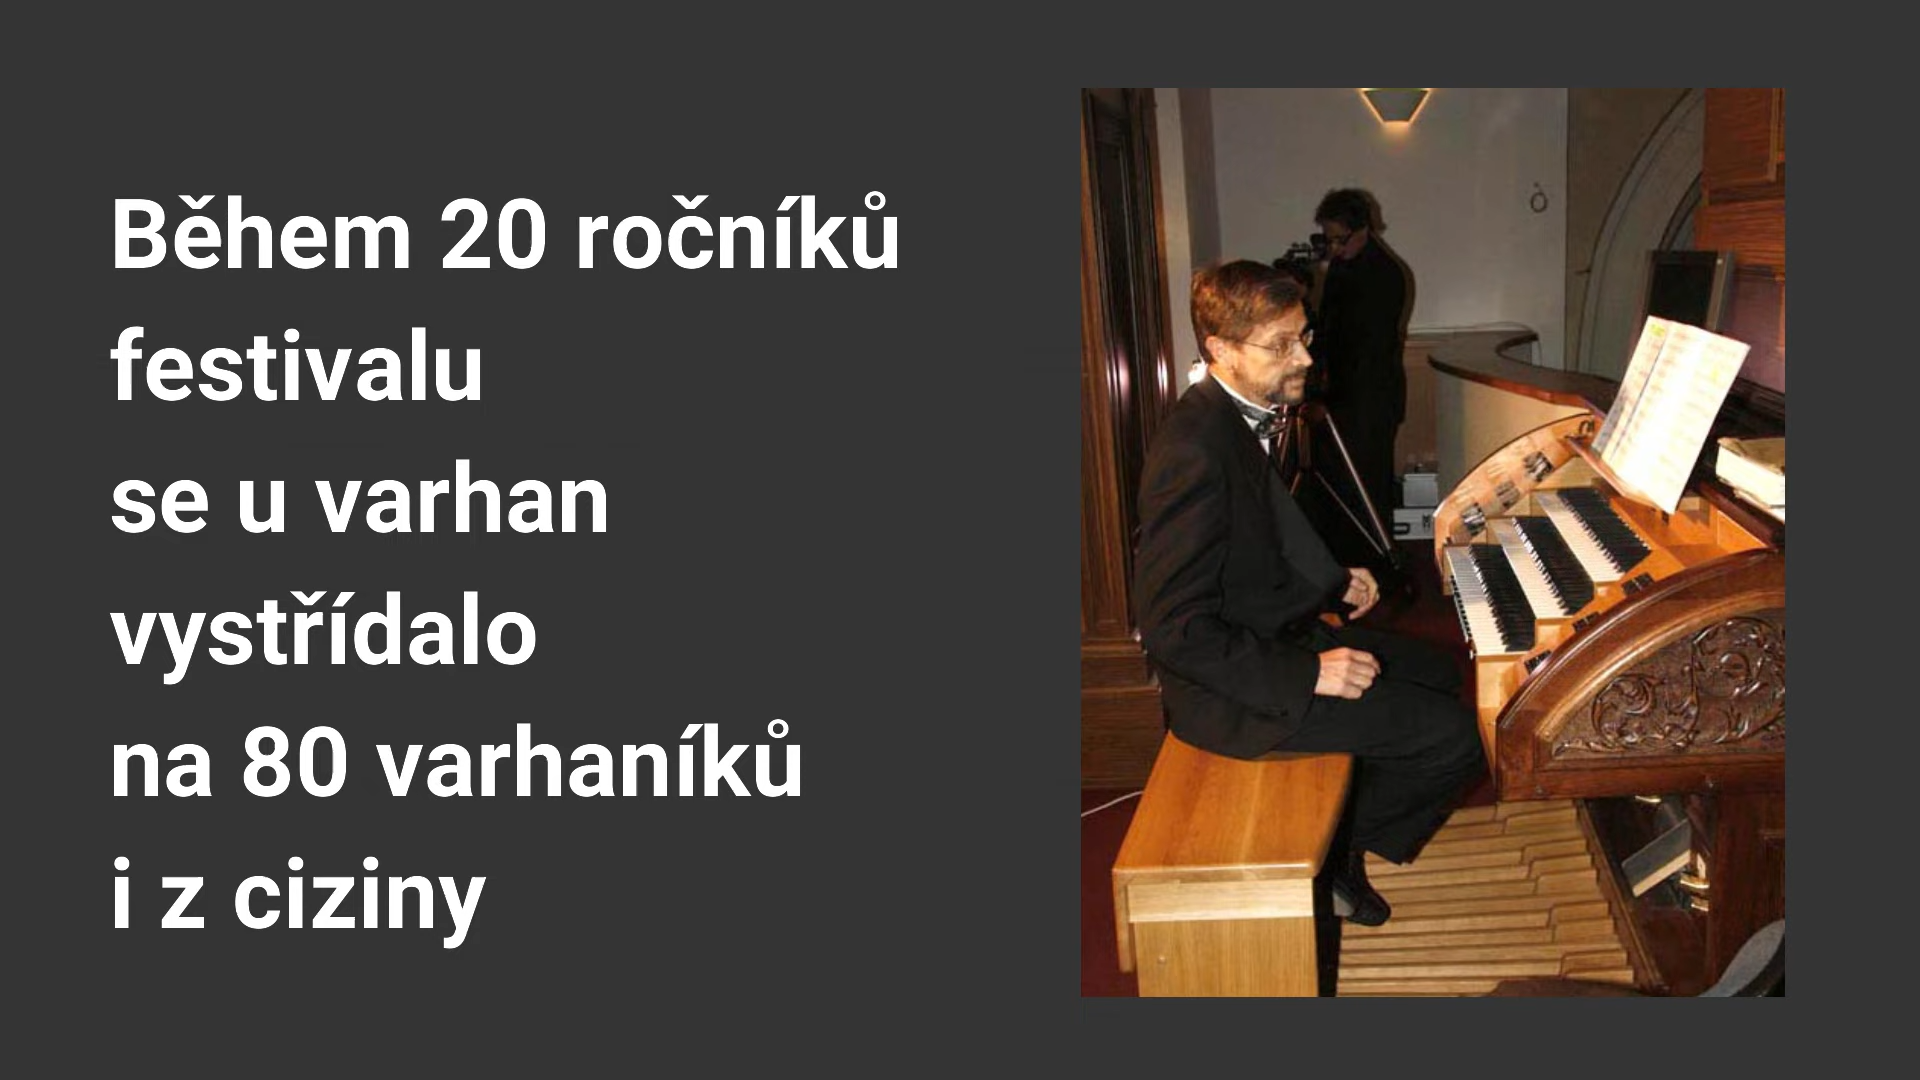 Během 20 ročníků
festivalu
se u varhan
vystřídalo
na 80 varhaníků
i z ciziny